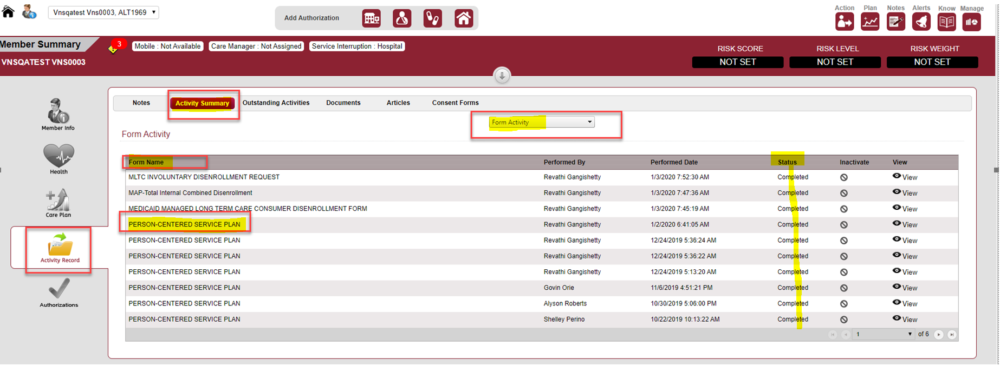 Vnsqatest Vns0003, ALT1969
Add Authorization
Action Plan Notes Alerts Know Manage
Member Summary
3
Mobile : Not Available Care Manager : Not Assigned Service Interruption : Hospital
RISK SCORE RISK LEVEL RISK WEIGHT
VNSQATEST VNS0003
NOT SET NOT SET NOT SET
Notes Activity Summary Outstanding Activities Documents Articles Consent Forms
Form Activity
Form Activity
Member Info
Health
Care Plan
Activity Record
Authorizations
Form Name Performed By Performed Date Status Inactivate View
MLTC INVOLUNTARY DISENROLLMENT REQUEST Revathi Gangishetty 1/3/2020 7:52:30 AM Completed View
MAP-Total Internal Combined Disenrollment Revathi Gangishetty 1/3/2020 7:47:36 AM Completed View
MEDICAID MANAGED LONG TERM CARE CONSUMER DISENROLLMENT FORM Revathi Gangishetty 1/3/2020 7:45:19 AM Completed View
PERSON-CENTERED SERVICE PLAN Revathi Gangishetty 1/2/2020 6:41:05 AM Completed View
PERSON-CENTERED SERVICE PLAN Revathi Gangishetty 12/24/2019 5:36:24 AM Completed View
PERSON-CENTERED SERVICE PLAN Revathi Gangishetty 12/24/2019 5:36:22 AM Completed View
PERSON-CENTERED SERVICE PLAN Revathi Gangishetty 12/24/2019 5:13:20 AM Completed View
PERSON-CENTERED SERVICE PLAN Govin Orie 11/6/2019 4:51:21 PM Completed View
PERSON-CENTERED SERVICE PLAN Alyson Roberts 10/30/2019 5:06:00 PM Completed View
PERSON-CENTERED SERVICE PLAN Shelley Perino 10/22/2019 10:13:22 AM Completed View
1 of 6